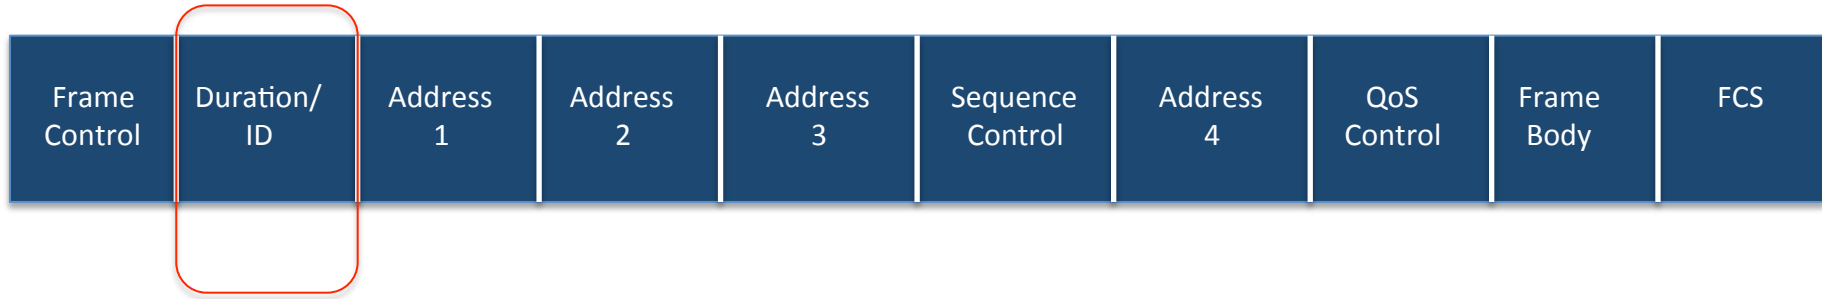 Frame
Control
Duration/
ID
Address
1
Address
2
Address
3
Sequence
Control
Address
4
QoS
Control
Frame
Body
FCS